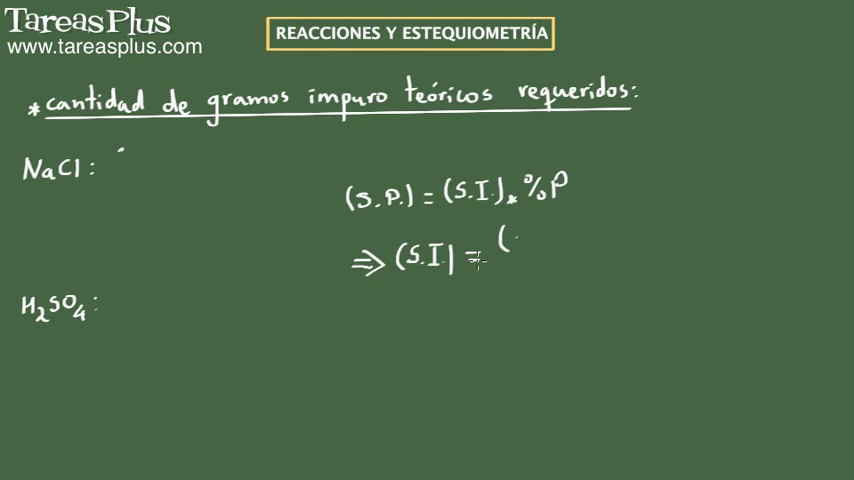 TareasPlus
www.tareasplus.com
REACCIONES Y ESTEQUIOMETRÍA
*cantidad de gramos impuro teóricos requeridos:
NaCl:
(S.P.) = (S.I.) * %P
⇒ (S.I) = (
H₂SO₄: